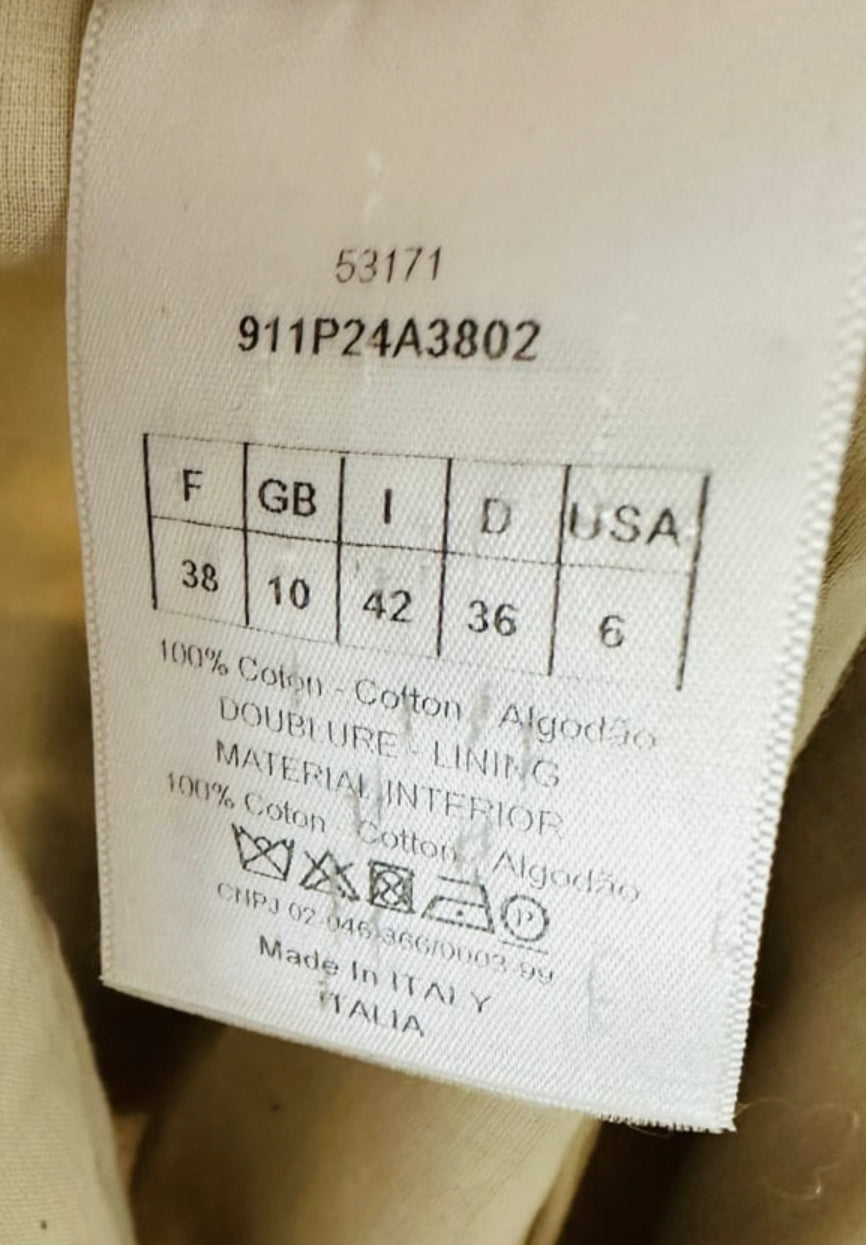 53171
911P24A3802
F GB I D USA
38 10 42 36 6
100% Coton - Cotton - Algodão
DOUBLURE - LINING
MATERIAL INTERIOR
100% Coton - Cotton - Algodão
P
CNPJ 02-046-366/0003-99
Made In ITALY
ITALIA